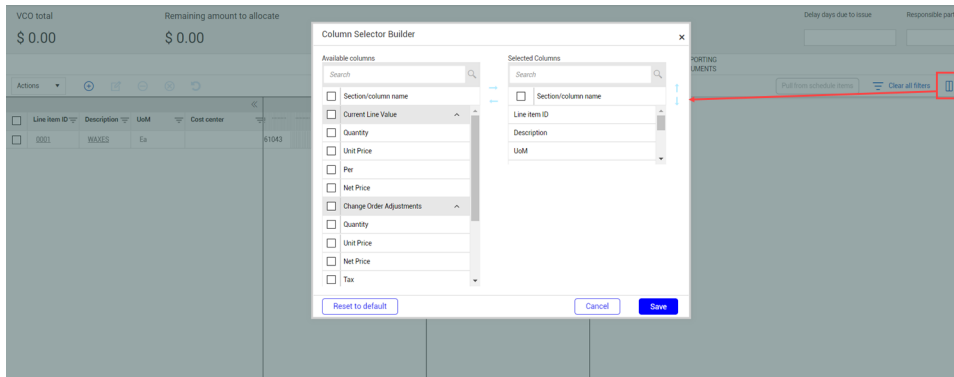 VCO total
Remaining amount to allocate
$ 0.00
$ 0.00
Delay days due to issue
Responsible part
Actions
Pull from schedule items
Clear all filters
Line item ID
Description
UoM
Cost center
0001
WAXES
Ea
61043
Column Selector Builder
Available columns
Search
Section/column name
Current Line Value
Quantity
Unit Price
Per
Net Price
Change Order Adjustments
Quantity
Unit Price
Net Price
Tax
Selected Columns
Search
Section/column name
Line item ID
Description
UoM
Reset to default
Cancel
Save